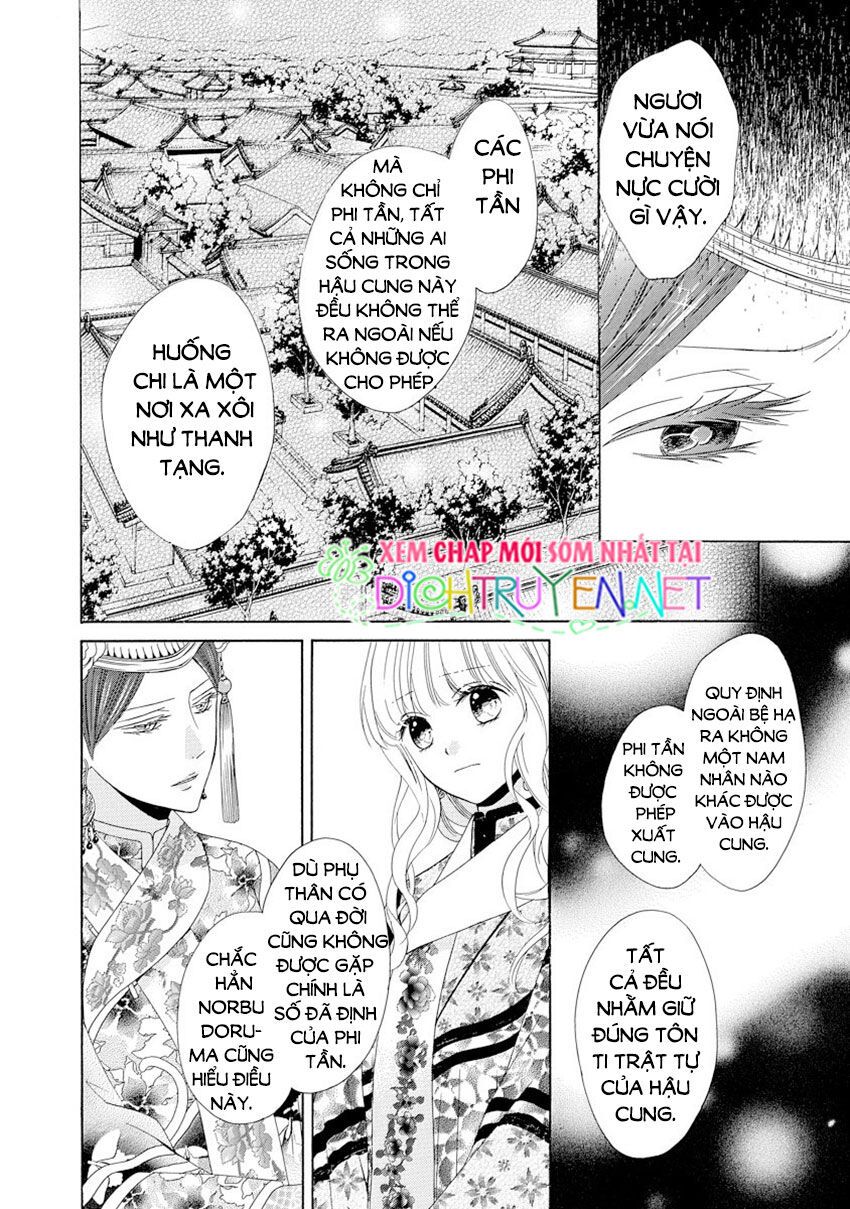 NGƯƠI
VỪA NÓI
CHUYỆN
NỰC CƯỜI
GÌ VẬY.
CÁC
PHI
TẦN
MÀ
KHÔNG CHỈ
PHI TẦN, TẤT
CẢ NHỮNG AI
SỐNG TRONG
HẬU CUNG NÀY
ĐỀU KHÔNG THỂ
RA NGOÀI NẾU
KHÔNG ĐƯỢC
CHO PHÉP.
HUỐNG
CHI LÀ MỘT
NƠI XA XÔI
NHƯ THANH
TẠNG.
XEM CHAP MỚI SỚM NHẤT TẠI
DICHTRUYEN.NET
QUY ĐỊNH
NGOÀI BỆ HẠ
RA KHÔNG
MỘT NAM
NHÂN NÀO
KHÁC ĐƯỢC
VÀO HẬU
CUNG.
PHI TẦN
KHÔNG
ĐƯỢC
PHÉP
XUẤT
CUNG.
TẤT
CẢ ĐỀU
NHẰM GIỮ
ĐÚNG TÔN
TI TRẬT TỰ
CỦA HẬU
CUNG.
DÙ PHỤ
THÂN CÓ
QUA ĐỜI
CŨNG KHÔNG
ĐƯỢC GẶP
CHÍNH LÀ
SỐ ĐÃ ĐỊNH
CỦA PHI
TẦN.
CHẮC
HẲN
NORBU
DORU-
MA CŨNG
HIỂU ĐIỀU
NÀY.